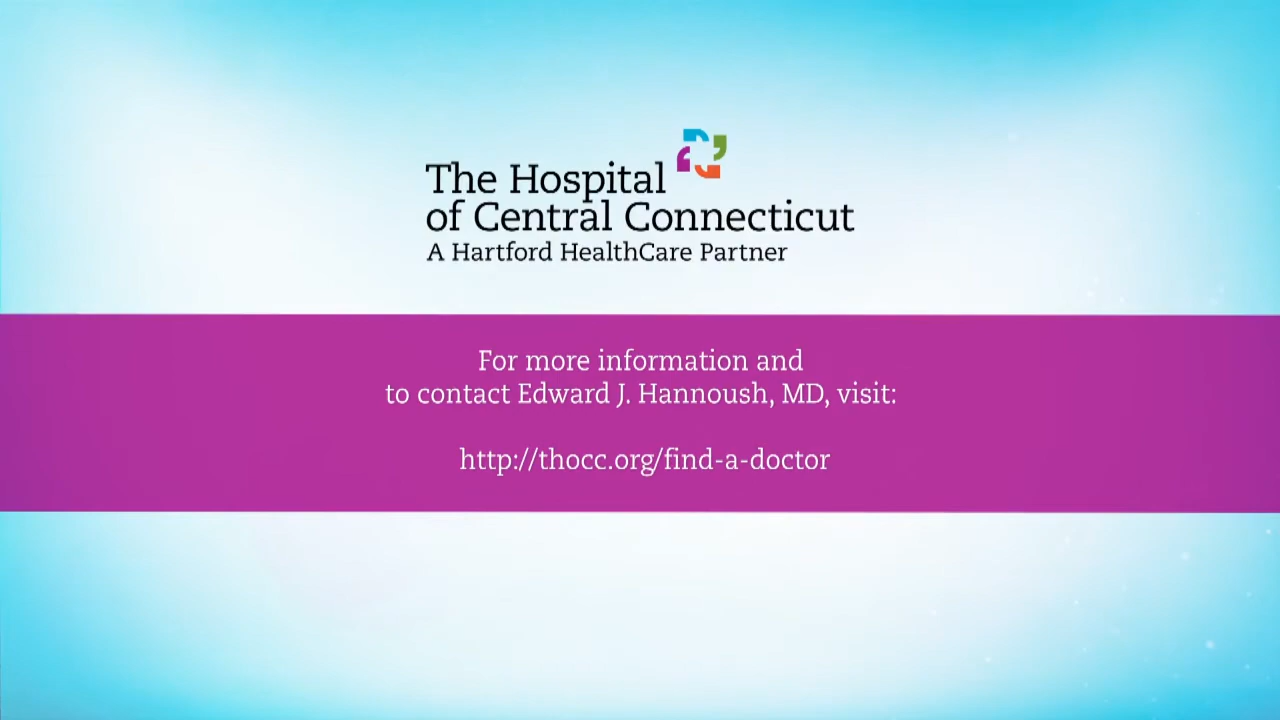 The Hospital
of Central Connecticut
A Hartford HealthCare Partner
For more information and
to contact Edward J. Hannoush, MD, visit:
http://thocc.org/find-a-doctor